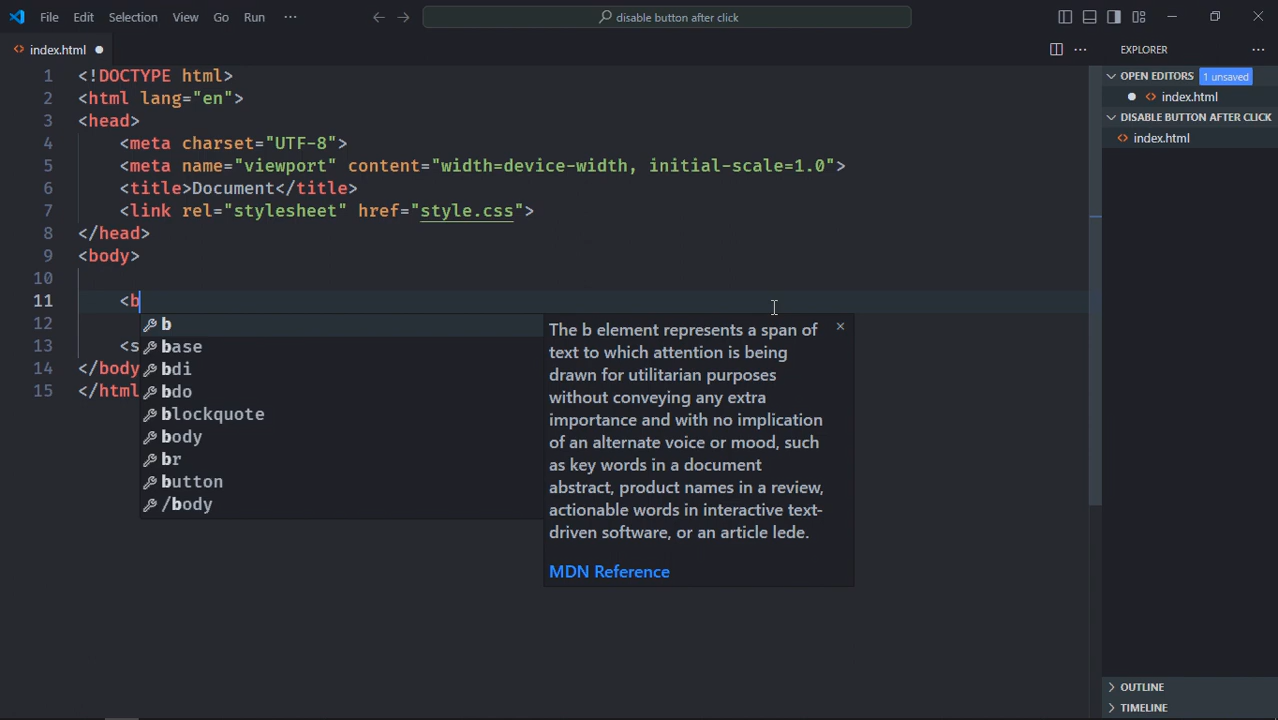 File Edit Selection View Go Run ··· disable button after click
index.html ···
EXPLORER ···
OPEN EDITORS 1 unsaved
index.html
DISABLE BUTTON AFTER CLICK
index.html
1 <!DOCTYPE html>
2 <html lang="en">
3 <head>
4 <meta charset="UTF-8">
5 <meta name="viewport" content="width=device-width, initial-scale=1.0">
6 <title>Document</title>
7 <link rel="stylesheet" href="style.css">
8 </head>
9 <body>
10
11 <b
12
13 <s
14 </body
15 </html
b
base
bdi
bdo
blockquote
body
br
button
/body
The b element represents a span of
text to which attention is being
drawn for utilitarian purposes
without conveying any extra
importance and with no implication
of an alternate voice or mood, such
as key words in a document
abstract, product names in a review,
actionable words in interactive text-
driven software, or an article lede.
MDN Reference
OUTLINE
TIMELINE